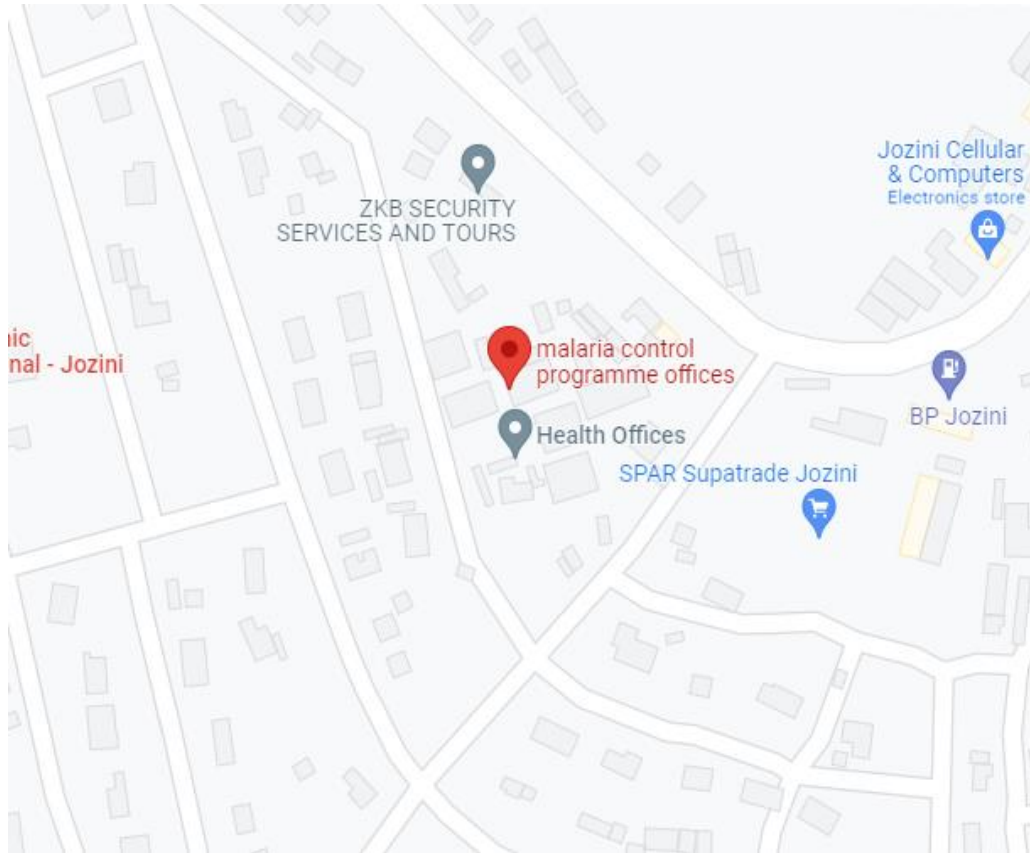 Jozini Cellular
& Computers
Electronics store
ZKB SECURITY
SERVICES AND TOURS
nal - Jozini
malaria control
programme offices
BP Jozini
Health Offices
SPAR Supatrade Jozini